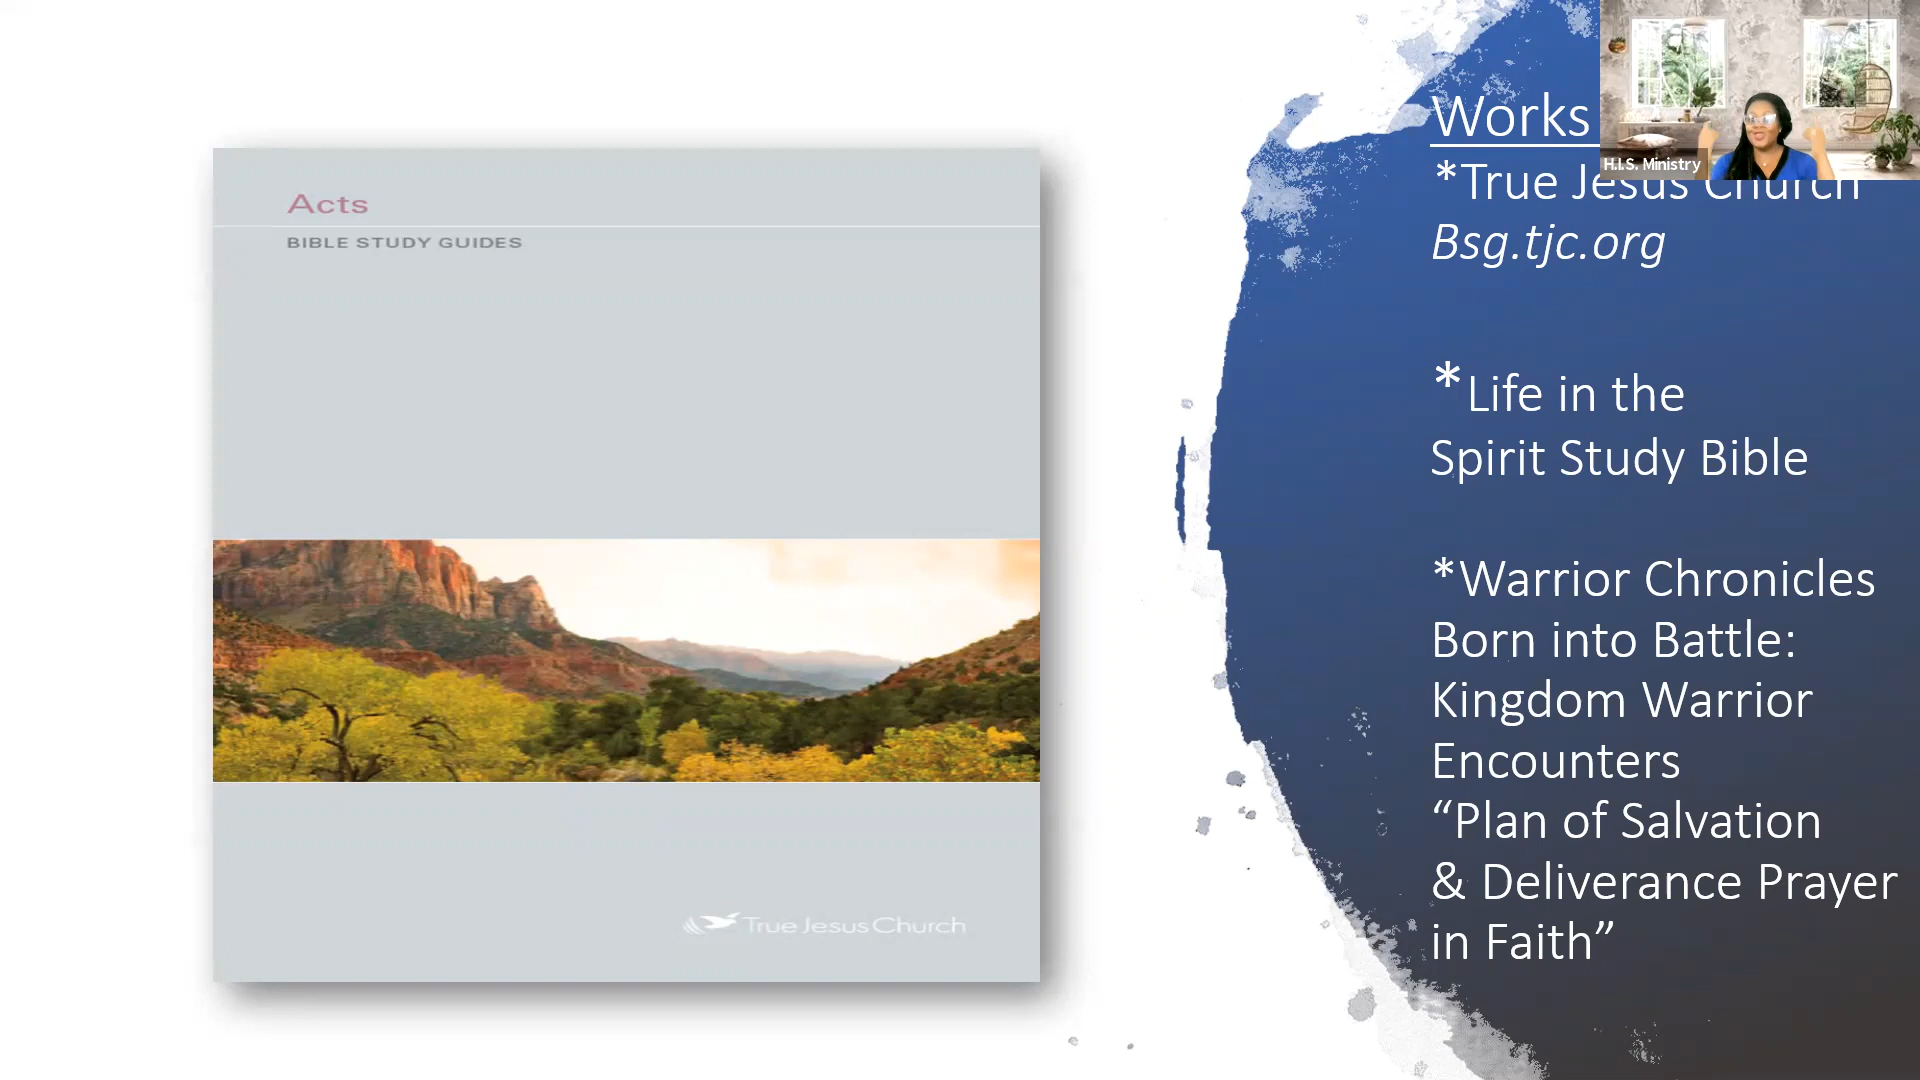 Acts
BIBLE STUDY GUIDES
True Jesus Church
Works
H.I.S. Ministry
*True Jesus Church
Bsg.tjc.org
*Life in the
Spirit Study Bible
*Warrior Chronicles
Born into Battle:
Kingdom Warrior
Encounters
“Plan of Salvation
& Deliverance Prayer
in Faith”